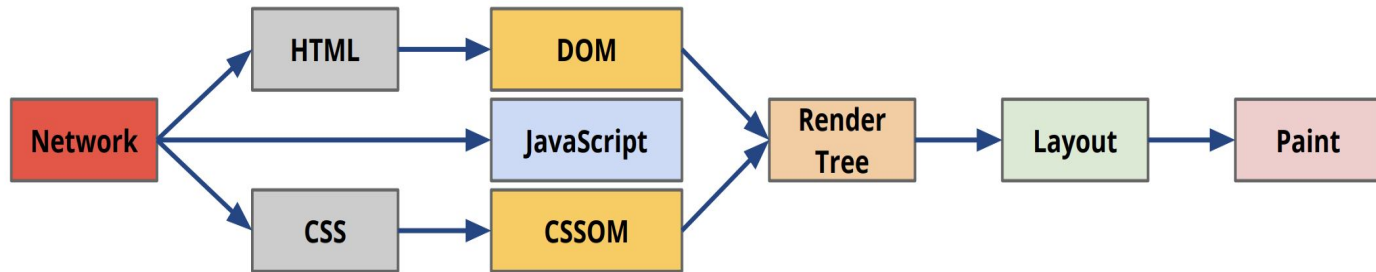 Network
HTML
DOM
JavaScript
CSS
CSSOM
Render
Tree
Layout
Paint